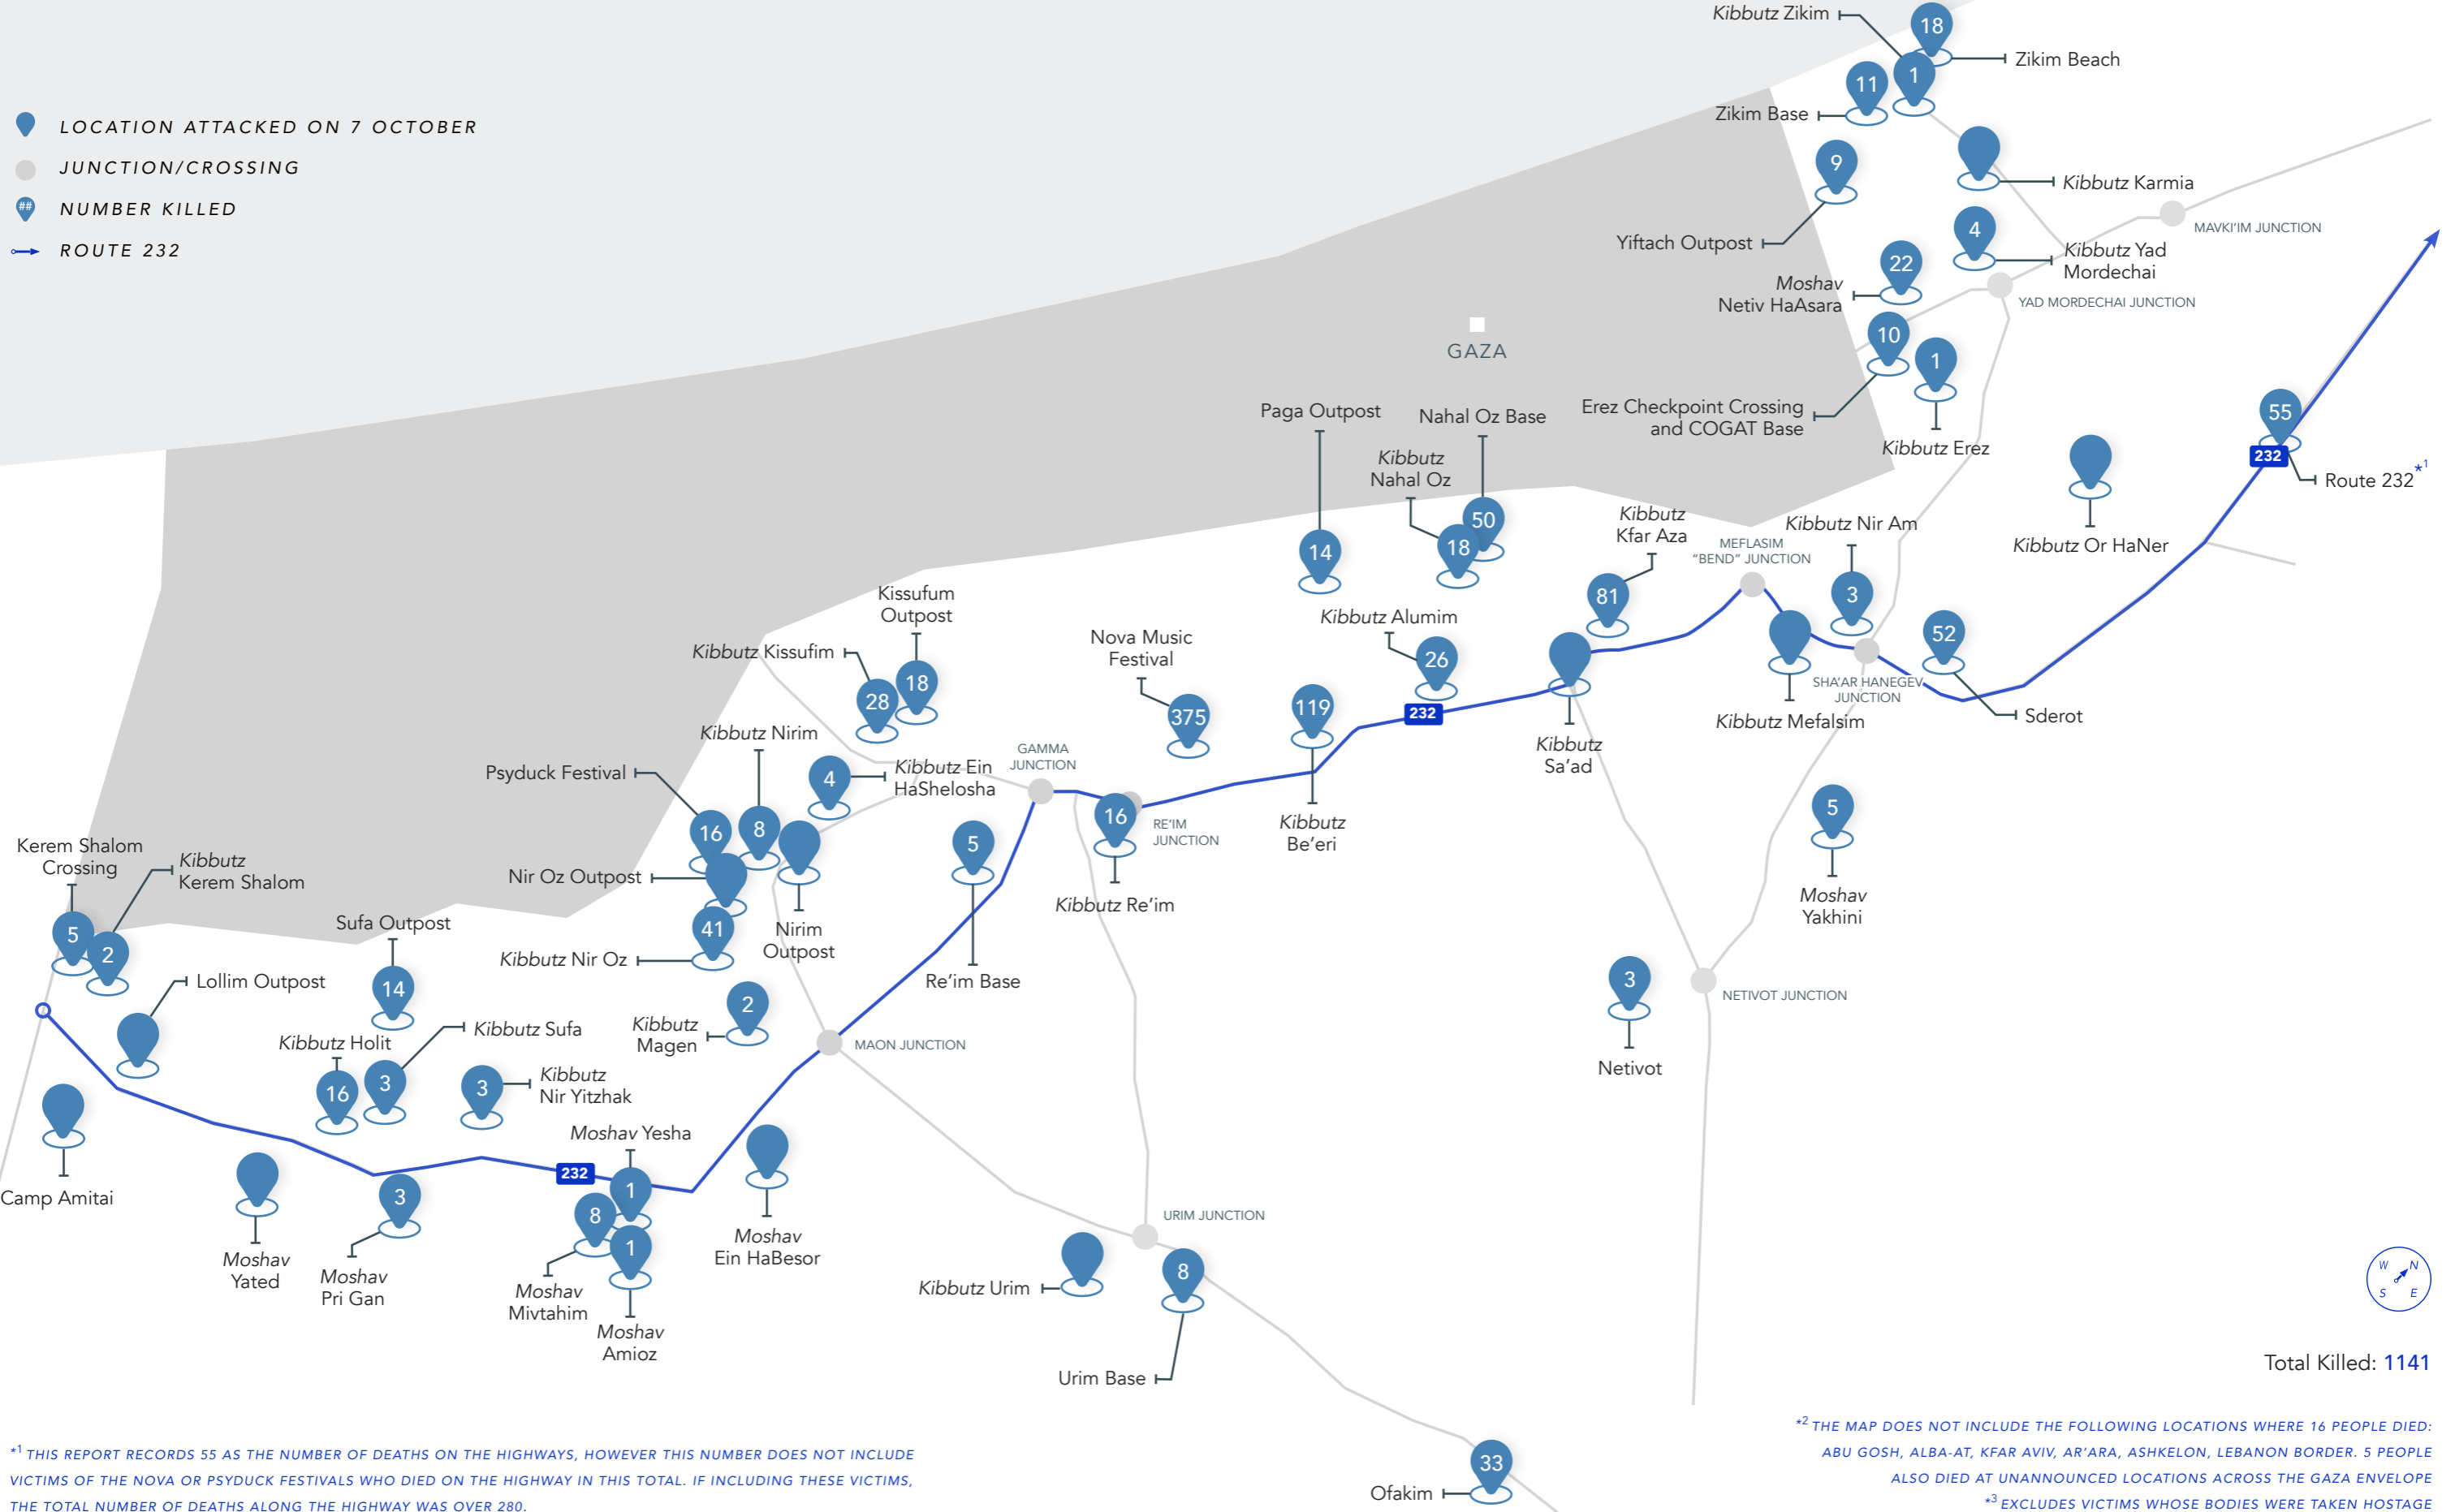 Kibbutz Zikim
18
Zikim Beach
11
1
Zikim Base
LOCATION ATTACKED ON 7 OCTOBER
JUNCTION/CROSSING
##
NUMBER KILLED
ROUTE 232
9
Kibbutz Karmia
MAVKI'IM JUNCTION
Yiftach Outpost
4
Kibbutz Yad
Mordechai
22
Moshav
Netiv HaAsara
YAD MORDECHAI JUNCTION
GAZA
10
1
Erez Checkpoint Crossing
and COGAT Base
Kibbutz Erez
Paga Outpost
Nahal Oz Base
Kibbutz
Nahal Oz
55
232
Route 232*1
50
18
14
Kibbutz
Kfar Aza
81
MEFLASIM
“BEND” JUNCTION
Kibbutz Nir Am
3
Kibbutz Or HaNer
Kissufum
Outpost
Kibbutz Kissufim
18
28
Nova Music
Festival
375
Kibbutz Alumim
26
119
232
52
SHA'AR HANEGEV
JUNCTION
Kibbutz Mefalsim
Sderot
Kibbutz
Sa’ad
Kibbutz
Be’eri
Kibbutz Nirim
Psyduck Festival
4
Kibbutz Ein
HaShelosha
GAMMA
JUNCTION
16
8
16
RE'IM
JUNCTION
Kibbutz Re’im
5
Re’im Base
5
Moshav
Yakhini
Kerem Shalom
Crossing
Kibbutz
Kerem Shalom
5
2
Nir Oz Outpost
Nirim
Outpost
41
Kibbutz Nir Oz
Sufa Outpost
14
Lollim Outpost
Kibbutz Holit
16
3
Kibbutz Sufa
3
Kibbutz
Nir Yitzhak
2
Kibbutz
Magen
MAON JUNCTION
3
Netivot
NETIVOT JUNCTION
Camp Amitai
Moshav
Yated
3
Moshav
Pri Gan
232
Moshav Yesha
1
8
1
Moshav
Mivtahim
Moshav
Amioz
Moshav
Ein HaBesor
URIM JUNCTION
Kibbutz Urim
8
Urim Base
33
Ofakim
W N
S E
Total Killed: 1141
*1 THIS REPORT RECORDS 55 AS THE NUMBER OF DEATHS ON THE HIGHWAYS, HOWEVER THIS NUMBER DOES NOT INCLUDE
VICTIMS OF THE NOVA OR PSYDUCK FESTIVALS WHO DIED ON THE HIGHWAY IN THIS TOTAL. IF INCLUDING THESE VICTIMS,
THE TOTAL NUMBER OF DEATHS ALONG THE HIGHWAY WAS OVER 280.
*2 THE MAP DOES NOT INCLUDE THE FOLLOWING LOCATIONS WHERE 16 PEOPLE DIED:
ABU GOSH, ALBA-AT, KFAR AVIV, AR’ARA, ASHKELON, LEBANON BORDER. 5 PEOPLE
ALSO DIED AT UNANNOUNCED LOCATIONS ACROSS THE GAZA ENVELOPE
*3 EXCLUDES VICTIMS WHOSE BODIES WERE TAKEN HOSTAGE